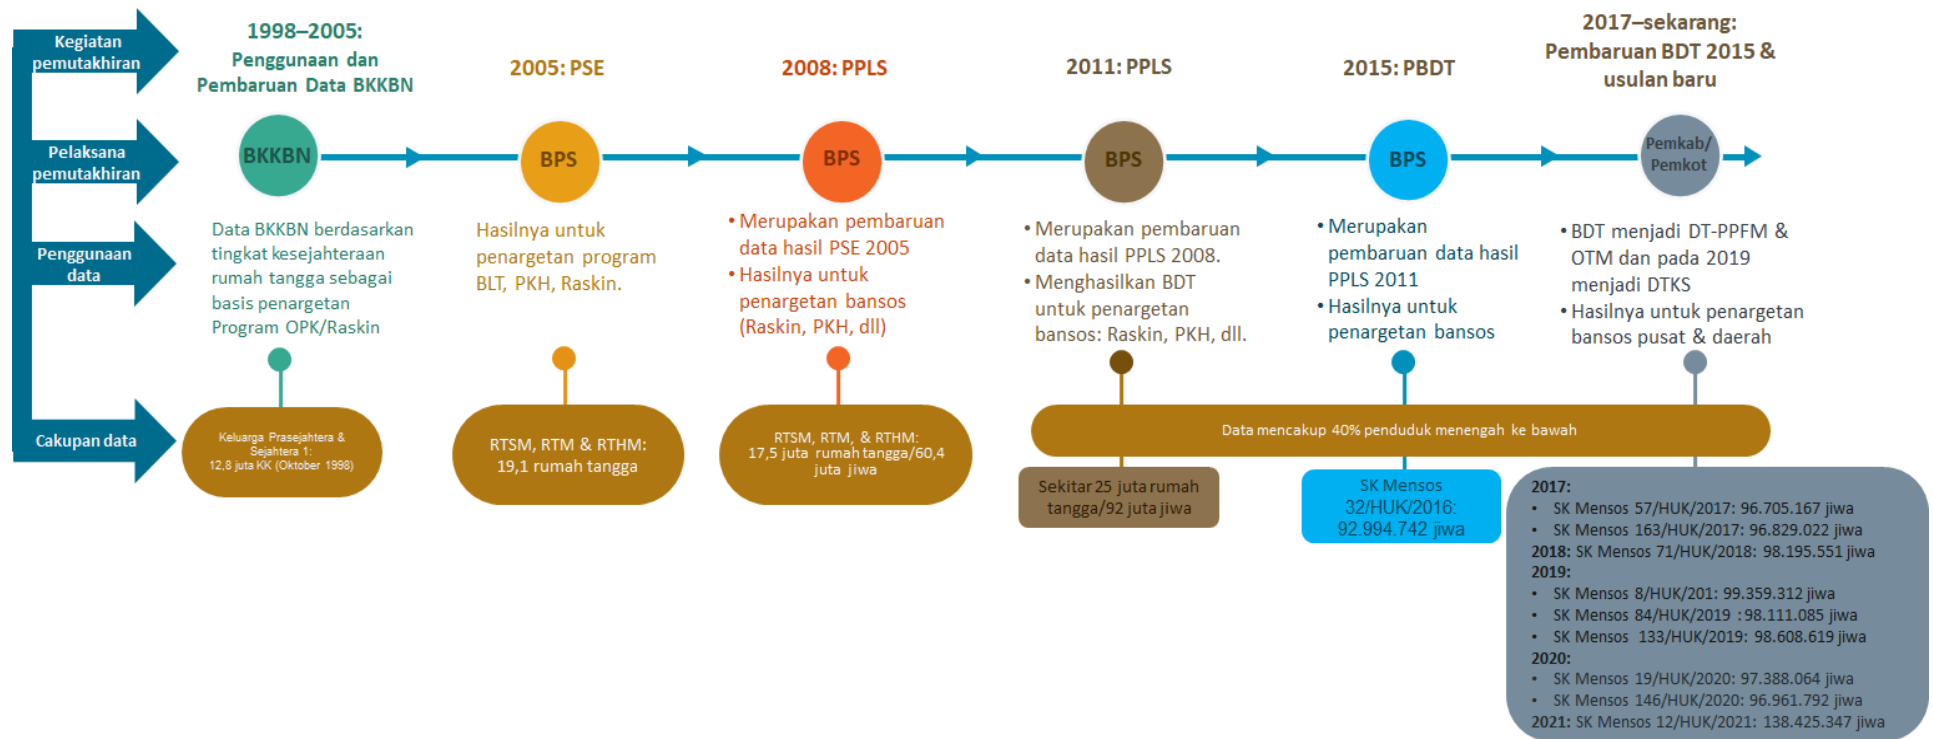 Kegiatan
pemutakhiran
1998–2005:
Penggunaan dan
Pembaruan Data BKKBN
2005: PSE
2008: PPLS
2011: PPLS
2015: PBDT
2017–sekarang:
Pembaruan BDT 2015 &
usulan baru
Pelaksana
pemutakhiran
BKKBN
BPS
BPS
BPS
BPS
Pemkab/
Pemkot
Penggunaan
data
Data BKKBN berdasarkan
tingkat kesejahteraan
rumah tangga sebagai
basis penargetan
Program OPK/Raskin
Hasilnya untuk
penargetan program
BLT, PKH, Raskin.
• Merupakan pembaruan
data hasil PSE 2005
• Hasilnya untuk
penargetan bansos
(Raskin, PKH, dll)
• Merupakan pembaruan
data hasil PPLS 2008.
• Menghasilkan BDT
untuk penargetan
bansos: Raskin, PKH, dll.
• Merupakan
pembaruan data hasil
PPLS 2011
• Hasilnya untuk
penargetan bansos
• BDT menjadi DT-PPFM &
OTM dan pada 2019
menjadi DTKS
• Hasilnya untuk penargetan
bansos pusat & daerah
Cakupan data
Keluarga Prasejahtera &
Sejahtera 1:
12,8 juta KK (Oktober 1998)
RTSM, RTM & RTHM:
19,1 rumah tangga
RTSM, RTM, & RTHM:
17,5 juta rumah tangga/60,4
juta jiwa
Data mencakup 40% penduduk menengah ke bawah
Sekitar 25 juta rumah
tangga/92 juta jiwa
SK Mensos
32/HUK/2016:
92.994.742 jiwa
2017:
• SK Mensos 57/HUK/2017: 96.705.167 jiwa
• SK Mensos 163/HUK/2017: 96.829.022 jiwa
2018: SK Mensos 71/HUK/2018: 98.195.551 jiwa
2019:
• SK Mensos 8/HUK/201: 99.359.312 jiwa
• SK Mensos 84/HUK/2019 : 98.111.085 jiwa
• SK Mensos 133/HUK/2019: 98.608.619 jiwa
2020:
• SK Mensos 19/HUK/2020: 97.388.064 jiwa
• SK Mensos 146/HUK/2020: 96.961.792 jiwa
2021: SK Mensos 12/HUK/2021: 138.425.347 jiwa